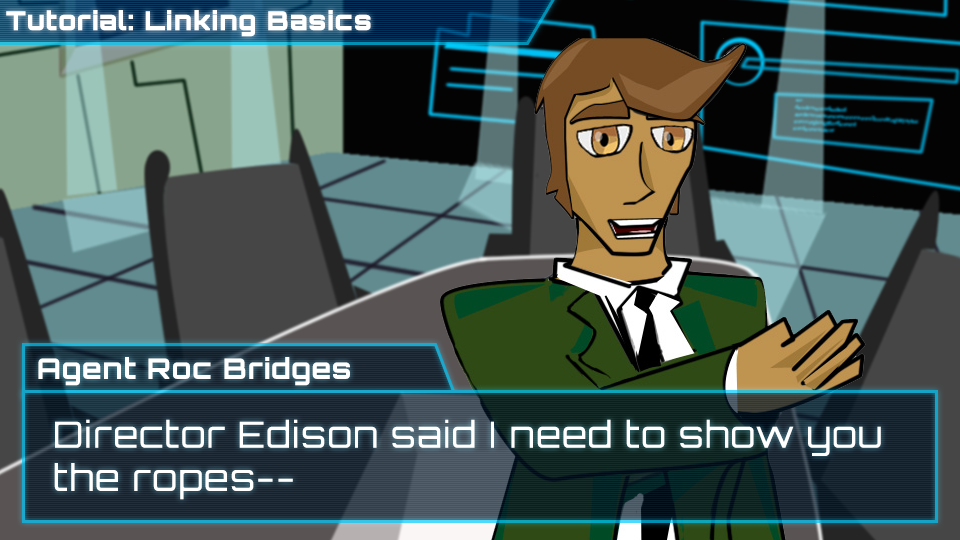 Tutorial: Linking Basics
Agent Roc Bridges
Director Edison said I need to show you
the ropes--